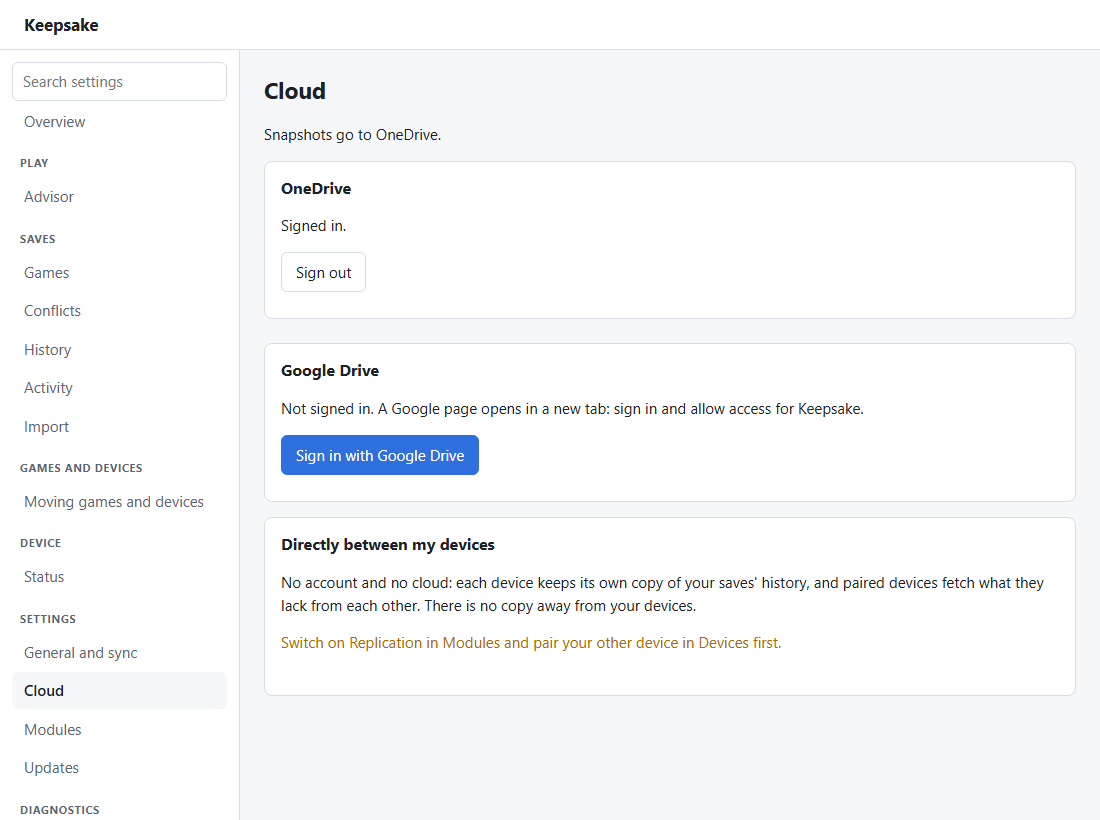 Keepsake
Search settings
Overview
PLAY
Advisor
SAVES
Games
Conflicts
History
Activity
Import
GAMES AND DEVICES
Moving games and devices
DEVICE
Status
SETTINGS
General and sync
Cloud
Modules
Updates
DIAGNOSTICS
Cloud
Snapshots go to OneDrive.
OneDrive
Signed in.
Sign out
Google Drive
Not signed in. A Google page opens in a new tab: sign in and allow access for Keepsake.
Sign in with Google Drive
Directly between my devices
No account and no cloud: each device keeps its own copy of your saves' history, and paired devices fetch what they
lack from each other. There is no copy away from your devices.
Switch on Replication in Modules and pair your other device in Devices first.